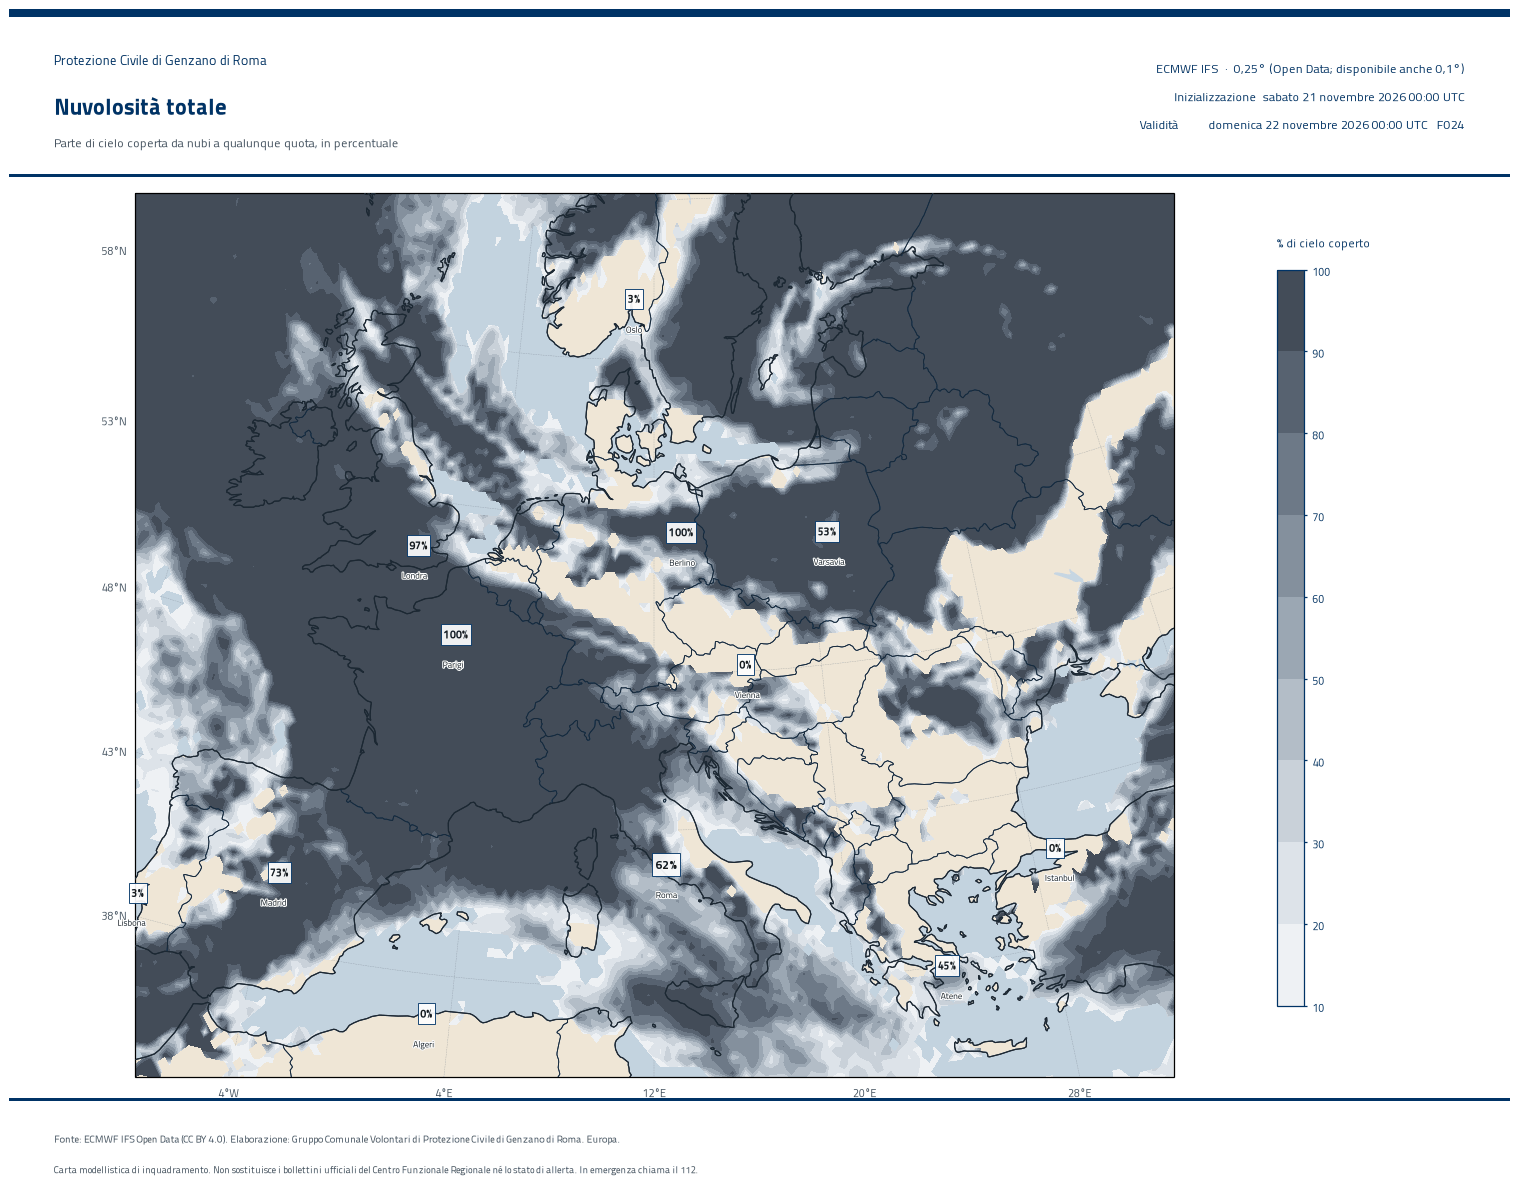 Protezione Civile di Genzano di Roma
Nuvolosità totale
Parte di cielo coperta da nubi a qualunque quota, in percentuale
ECMWF IFS · 0,25° (Open Data; disponibile anche 0,1°)
Inizializzazione sabato 21 novembre 2026 00:00 UTC
Validità domenica 22 novembre 2026 00:00 UTC F024
% di cielo coperto
100
90
80
70
60
50
40
30
20
10
58°N
53°N
48°N
43°N
38°N
4°W
4°E
12°E
20°E
28°E
3%
Oslo
97%
Londra
100%
Berlino
53%
Varsavia
100%
Parigi
0%
Vienna
73%
Madrid
3%
Lisbona
62%
Roma
0%
Istanbul
45%
Atene
0%
Algeri
Fonte: ECMWF IFS Open Data (CC BY 4.0). Elaborazione: Gruppo Comunale Volontari di Protezione Civile di Genzano di Roma. Europa.
Carta modellistica di inquadramento. Non sostituisce i bollettini ufficiali del Centro Funzionale Regionale né lo stato di allerta. In emergenza chiama il 112.